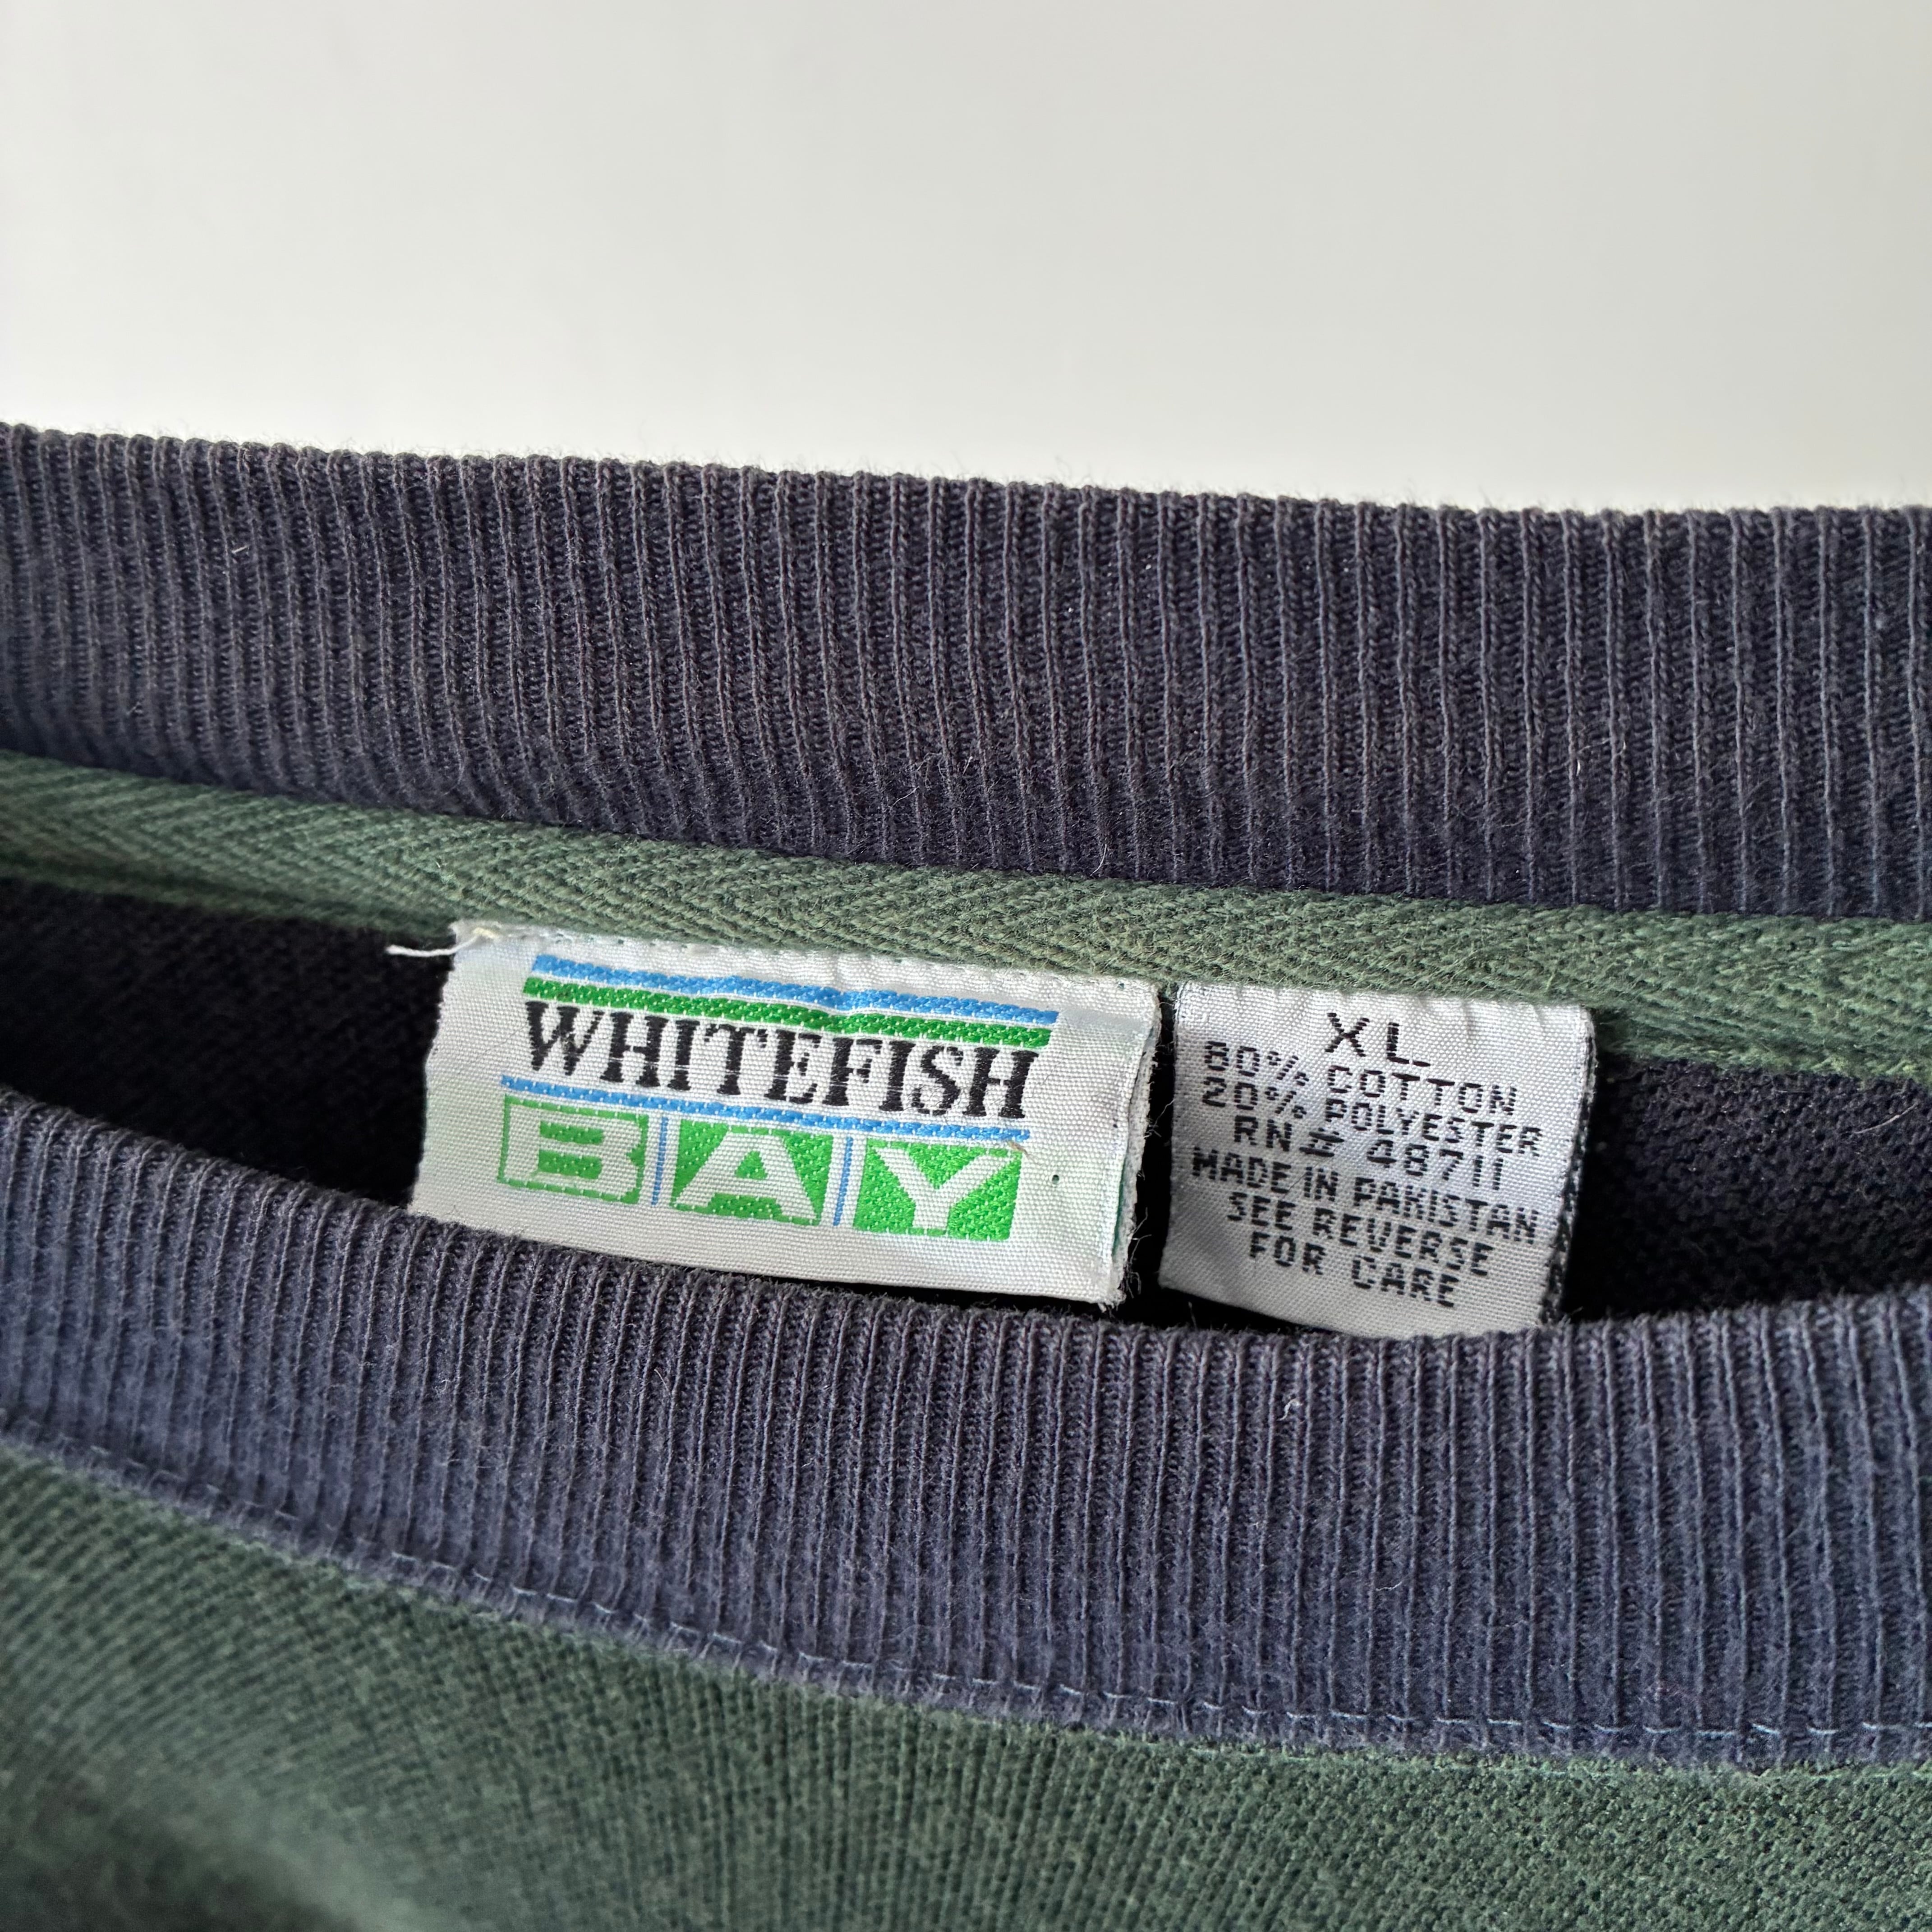 WHITEFISH
BAY
XL
80% COTTON
20% POLYESTER
RN# 48711
MADE IN PAKISTAN
SEE REVERSE
FOR CARE